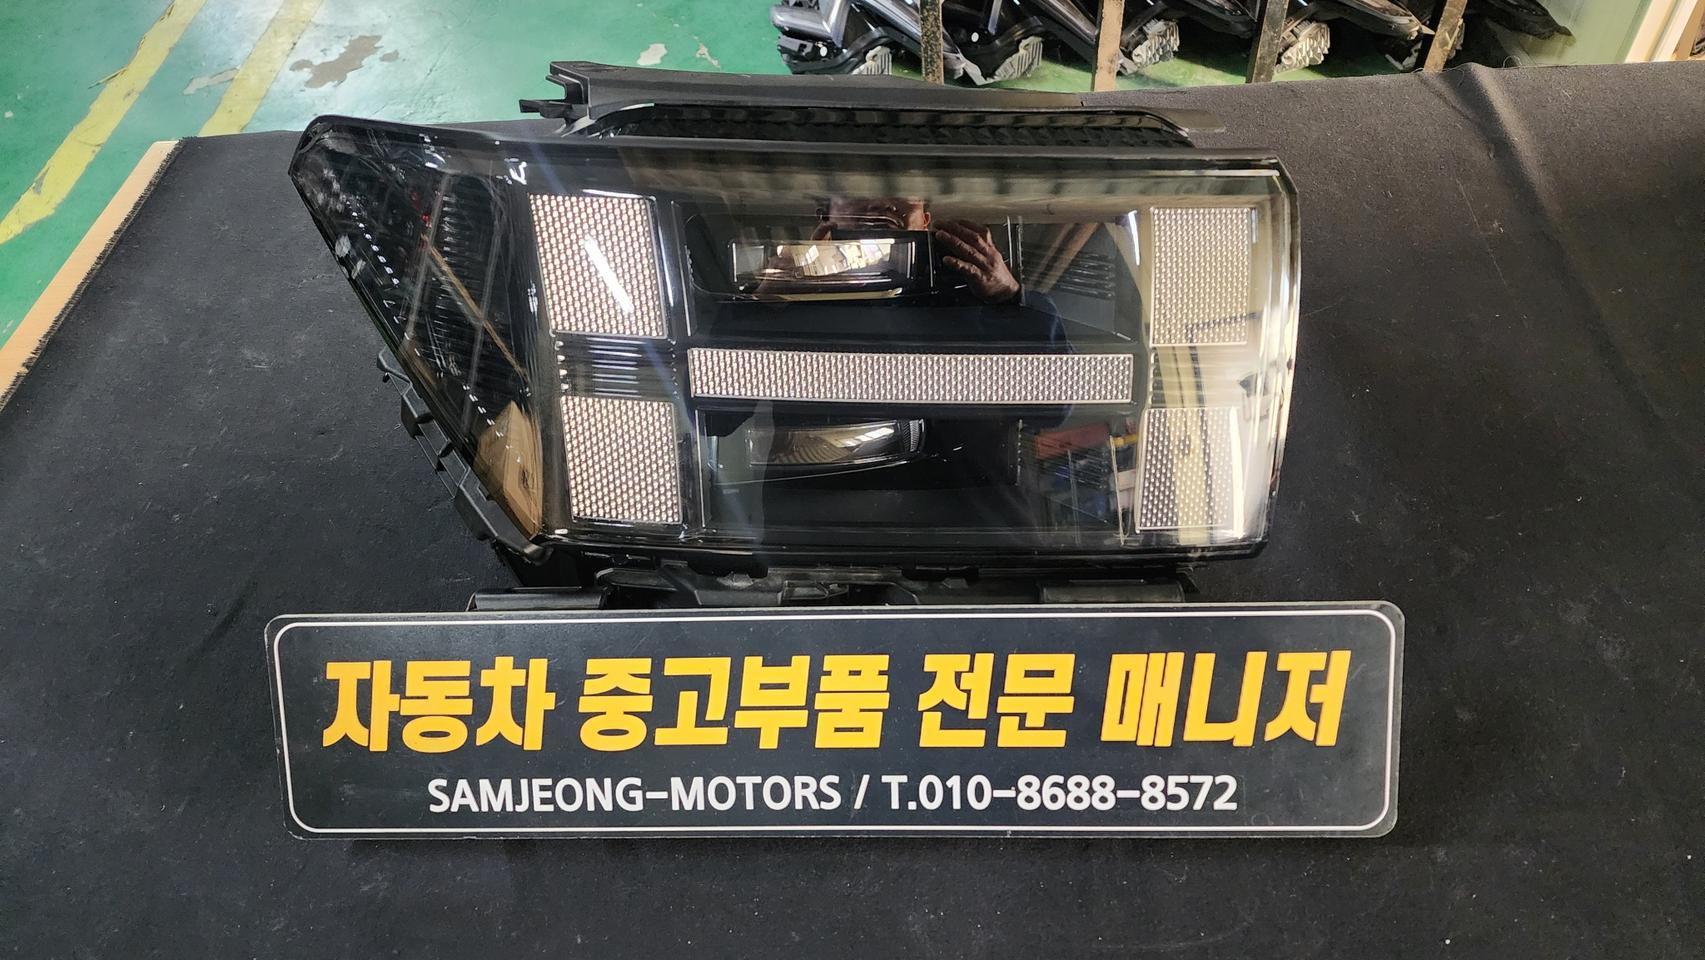 자동차 중고부품 전문 매니저
SAMJEONG-MOTORS / T.010-8688-8572